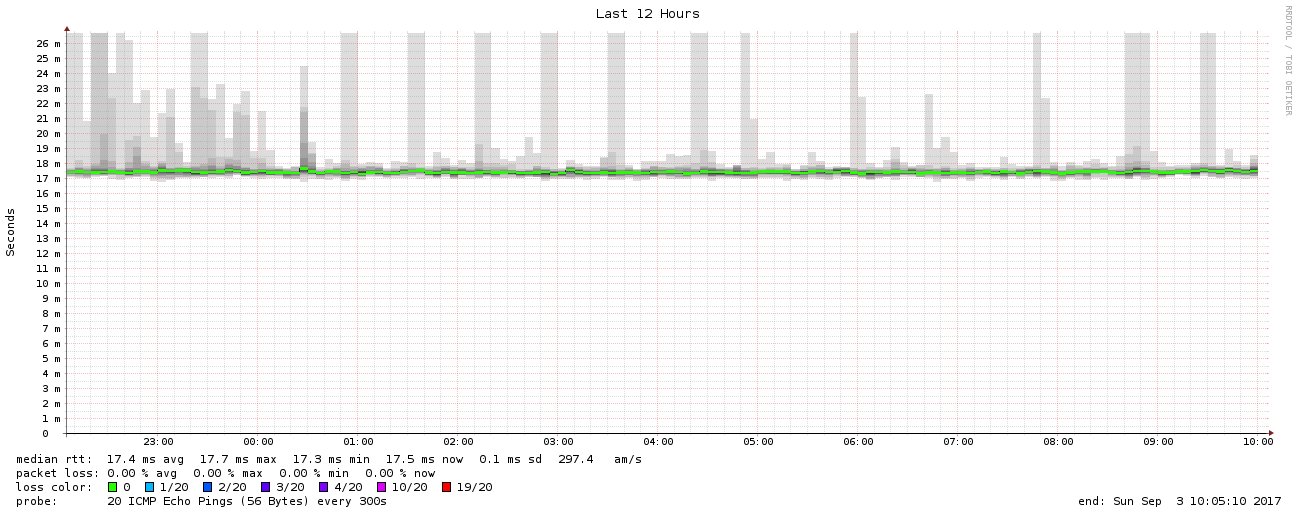 Last 12 Hours
RRDTOOL / TOBI OETIKER
Seconds
26 m
25 m
24 m
23 m
22 m
21 m
20 m
19 m
18 m
17 m
16 m
15 m
14 m
13 m
12 m
11 m
10 m
9 m
8 m
7 m
6 m
5 m
4 m
3 m
2 m
1 m
0
23:00 00:00 01:00 02:00 03:00 04:00 05:00 06:00 07:00 08:00 09:00 10:00
median rtt: 17.4 ms avg 17.7 ms max 17.3 ms min 17.5 ms now 0.1 ms sd 297.4 am/s
packet loss: 0.00 % avg 0.00 % max 0.00 % min 0.00 % now
loss color: 0 1/20 2/20 3/20 4/20 10/20 19/20
probe: 20 ICMP Echo Pings (56 Bytes) every 300s end: Sun Sep 3 10:05:10 2017